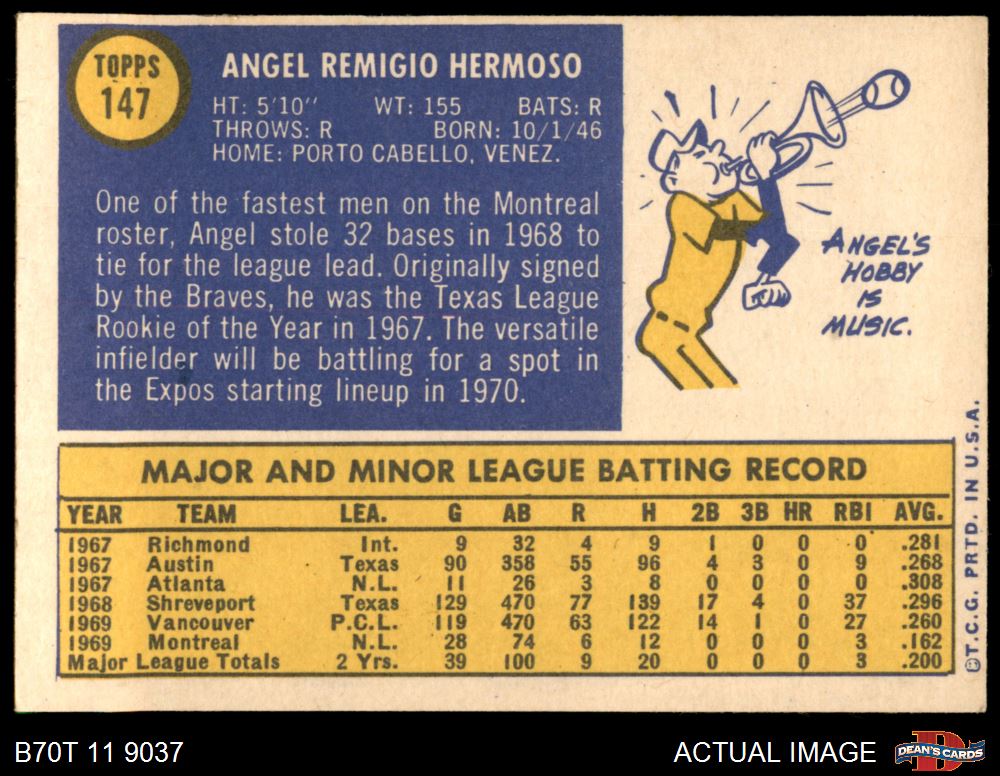 TOPPS
147
ANGEL REMIGIO HERMOSO
HT: 5'10" WT: 155 BATS: R
THROWS: R BORN: 10/1/46
HOME: PORTO CABELLO, VENEZ.
One of the fastest men on the Montreal
roster, Angel stole 32 bases in 1968 to
tie for the league lead. Originally signed
by the Braves, he was the Texas League
Rookie of the Year in 1967. The versatile
infielder will be battling for a spot in
the Expos starting lineup in 1970.
ANGEL'S
HOBBY
IS
MUSIC.
MAJOR AND MINOR LEAGUE BATTING RECORD
YEAR TEAM LEA. G AB R H 2B 3B HR RBI AVG.
1967 Richmond Int. 9 32 4 9 1 0 0 0 .281
1967 Austin Texas 90 358 55 96 4 3 0 9 .268
1967 Atlanta N.L. 11 26 3 8 0 0 0 0 .308
1968 Shreveport Texas 129 470 77 139 17 4 0 37 .296
1969 Vancouver P.C.L. 119 470 63 122 14 1 0 27 .260
1969 Montreal N.L. 28 74 6 12 0 0 0 3 .162
Major League Totals 2 Yrs. 39 100 9 20 0 0 0 3 .200
©T.C.G. PRTD. IN U.S.A.
B70T 11 9037
ACTUAL IMAGE
DEAN'S CARDS